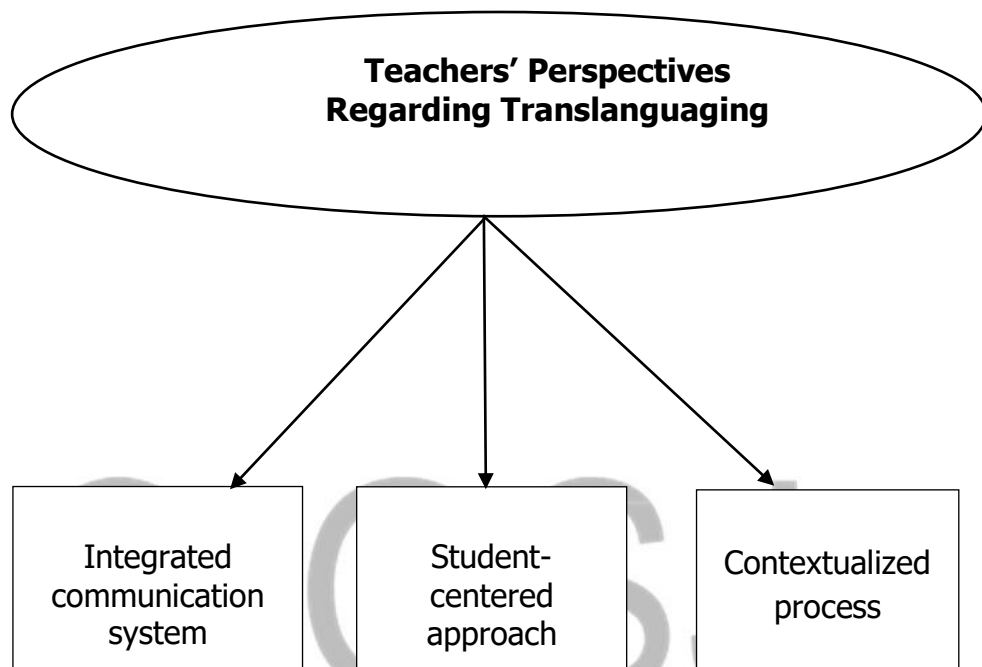 Teachers’ Perspectives
Regarding Translanguaging
Integrated
communication
system
Student-
centered
approach
Contextualized
process